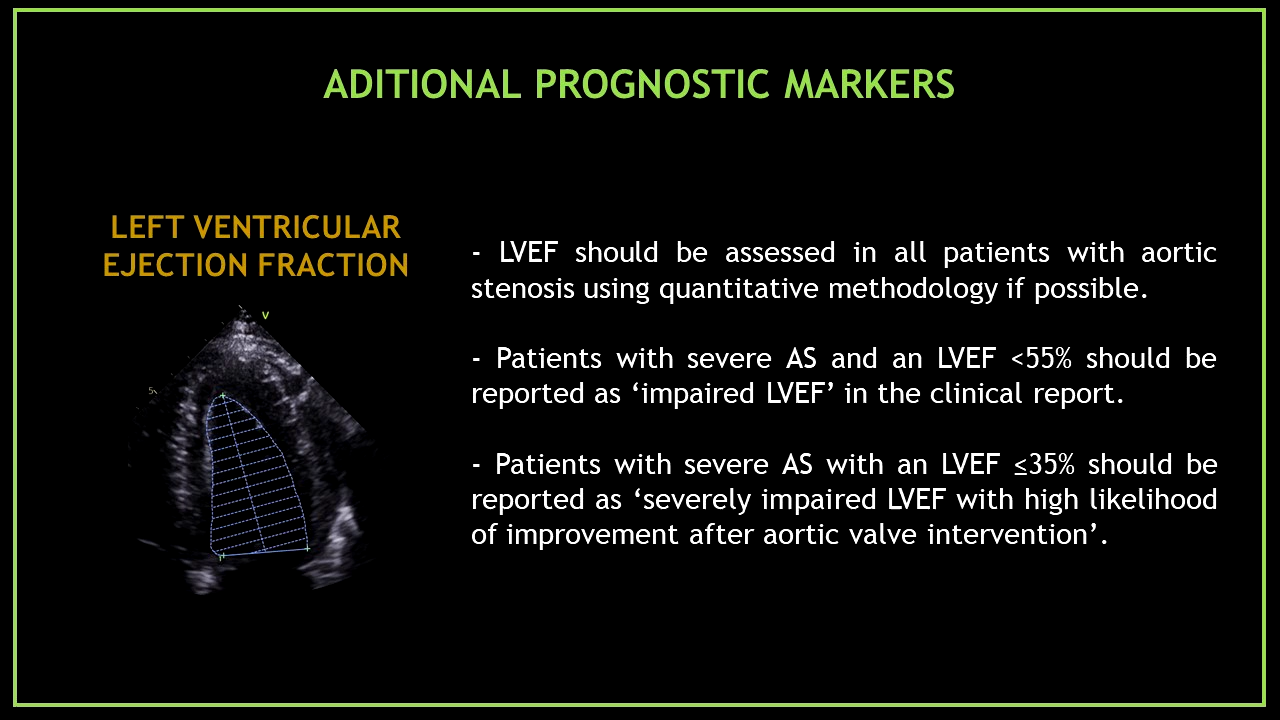 ADITIONAL PROGNOSTIC MARKERS
LEFT VENTRICULAR
EJECTION FRACTION
- LVEF should be assessed in all patients with aortic
stenosis using quantitative methodology if possible.
- Patients with severe AS and an LVEF <55% should be
reported as ‘impaired LVEF’ in the clinical report.
- Patients with severe AS with an LVEF ≤35% should be
reported as ‘severely impaired LVEF with high likelihood
of improvement after aortic valve intervention’.
V
5